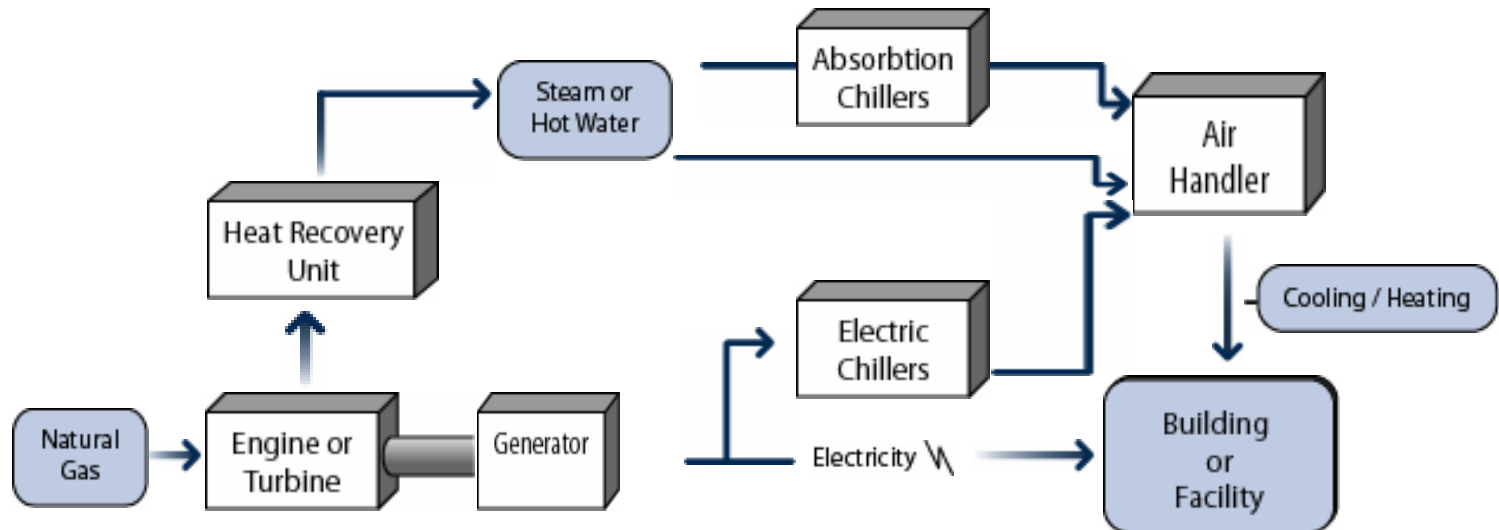 Absorbtion
Chillers
Steam or
Hot Water
Air
Handler
Heat Recovery
Unit
Cooling / Heating
Electric
Chillers
Natural
Gas
Engine or
Turbine
Generator
Electricity
Building
or
Facility